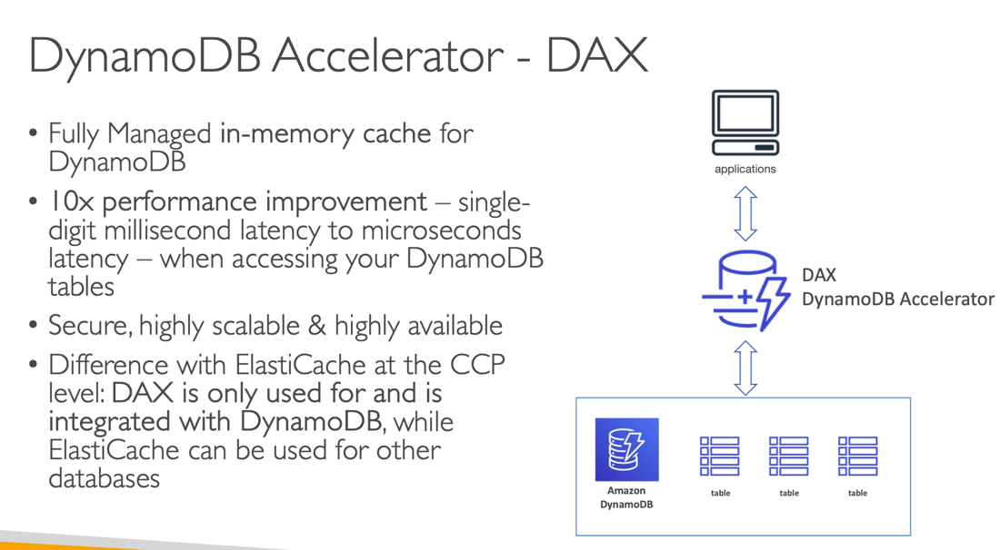 DynamoDB Accelerator - DAX
• Fully Managed in-memory cache for
DynamoDB
• 10x performance improvement – single-
digit millisecond latency to microseconds
latency – when accessing your DynamoDB
tables
• Secure, highly scalable & highly available
• Difference with ElastiCache at the CCP
level: DAX is only used for and is
integrated with DynamoDB, while
ElastiCache can be used for other
databases
applications
DAX
DynamoDB Accelerator
Amazon
DynamoDB
table
table
table